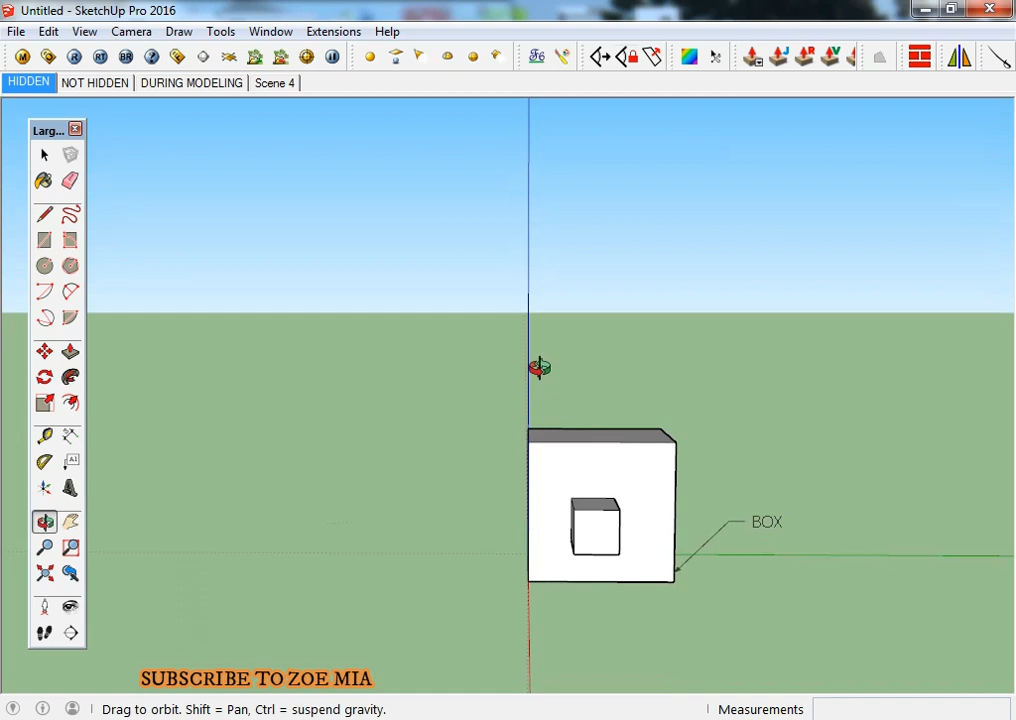 Untitled - SketchUp Pro 2016
File Edit View Camera Draw Tools Window Extensions Help
HIDDEN NOT HIDDEN DURING MODELING Scene 4
Larg...
BOX
SUBSCRIBE TO ZOE MIA
Drag to orbit. Shift = Pan, Ctrl = suspend gravity. Measurements